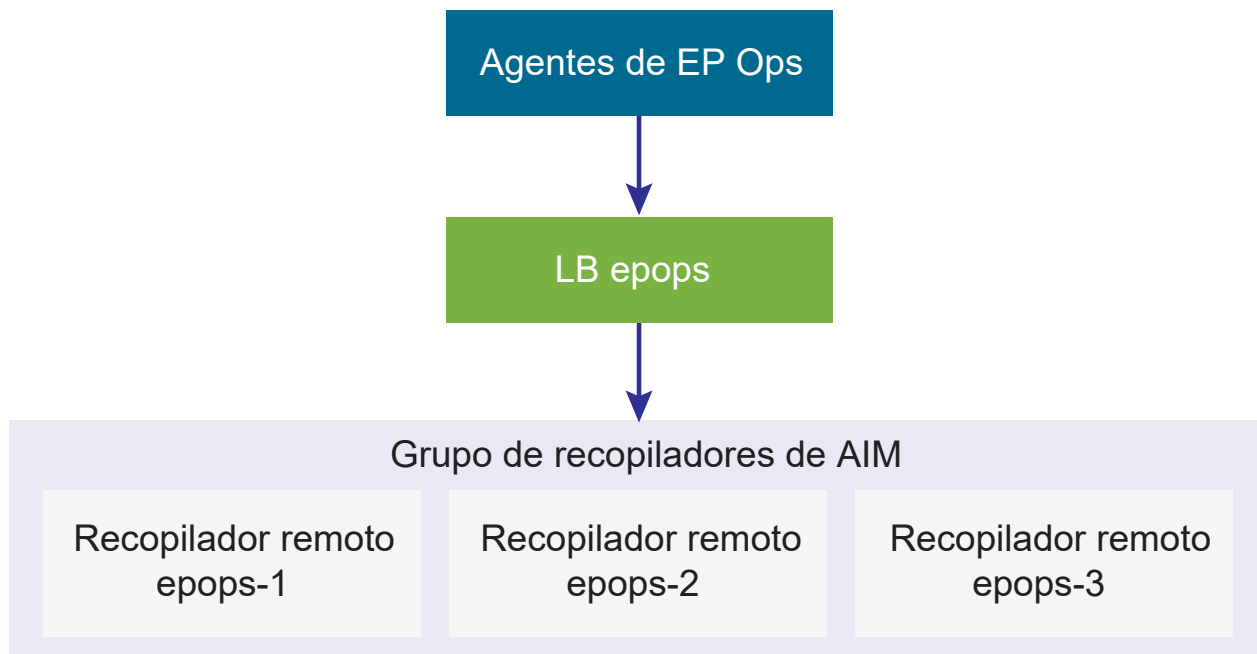 Agentes de EP Ops
LB epops
Grupo de recopiladores de AIM
Recopilador remoto
epops-1
Recopilador remoto
epops-2
Recopilador remoto
epops-3